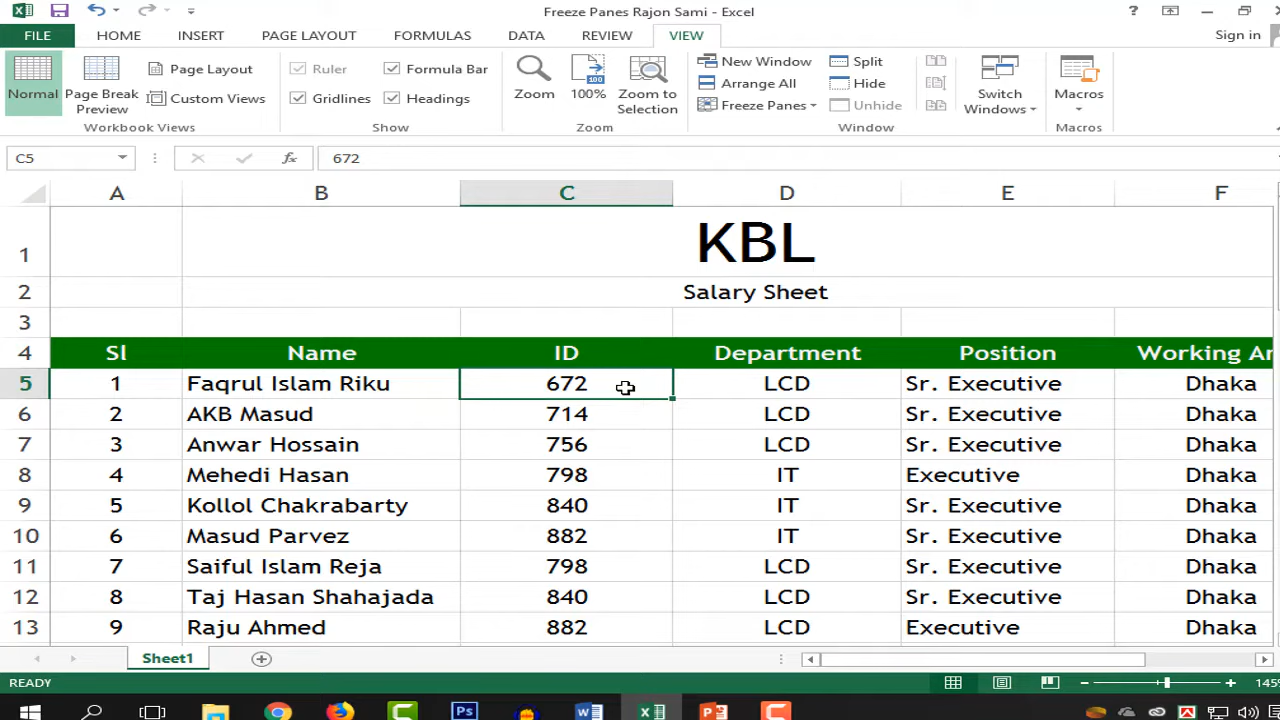 Freeze Panes Rajon Sami - Excel
?
FILE HOME INSERT PAGE LAYOUT FORMULAS DATA REVIEW VIEW Sign in
Normal
Page Break Preview
Page Layout
Custom Views
Workbook Views
Ruler
Formula Bar
Gridlines
Headings
Show
Zoom
100
100%
Zoom to Selection
Zoom
New Window
Arrange All
Freeze Panes
Split
Hide
Unhide
Switch Windows
Window
Macros
Macros
C5 fx 672
A B C D E F
1 KBL
2 Salary Sheet
3
4 Sl Name ID Department Position
5 1 Faqrul Islam Riku 672 LCD Sr. Executive Dhaka
6 2 AKB Masud 714 LCD Sr. Executive Dhaka
7 3 Anwar Hossain 756 LCD Sr. Executive Dhaka
8 4 Mehedi Hasan 798 IT Executive Dhaka
9 5 Kollol Chakrabarty 840 IT Sr. Executive Dhaka
10 6 Masud Parvez 882 IT Sr. Executive Dhaka
11 7 Saiful Islam Reja 798 LCD Sr. Executive Dhaka
12 8 Taj Hasan Shahajada 840 LCD Sr. Executive Dhaka
13 9 Raju Ahmed 882 LCD Executive Dhaka
Sheet1
READY 145%